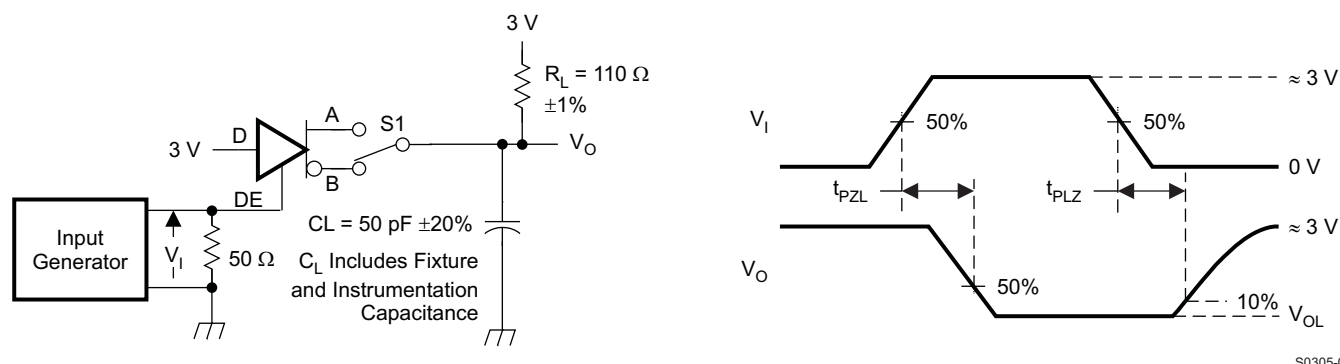 3 V
R_L = 110 Ω
±1%
A
S1
D
3 V
V_O
B
DE
Input
Generator
V_I
50 Ω
CL = 50 pF ±20%
C_L Includes Fixture
and Instrumentation
Capacitance
≈ 3 V
V_I
50%
50%
0 V
t_PZL
t_PLZ
≈ 3 V
V_O
50%
10%
V_OL